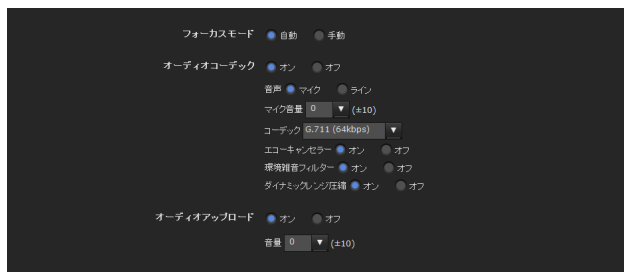 フォーカスモード 自動 手動
オーディオコーデック オン オフ
音声 マイク ライン
マイク音量 0 (±10)
コーデック G.711 (64kbps)
エコーキャンセラー オン オフ
環境雑音フィルター オン オフ
ダイナミックレンジ圧縮 オン オフ
オーディオアップロード オン オフ
音量 0 (±10)